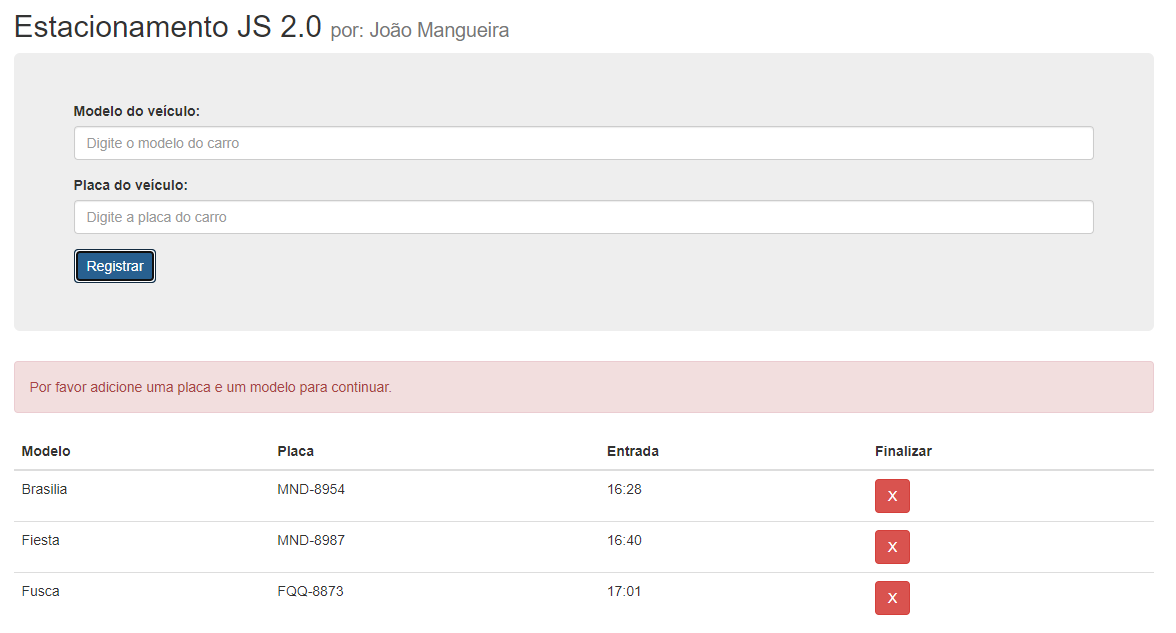 Estacionamento JS 2.0 por: João Mangueira
Modelo do veículo:
Digite o modelo do carro
Placa do veículo:
Digite a placa do carro
Registrar
Por favor adicione uma placa e um modelo para continuar.
Modelo Placa Entrada Finalizar
Brasilia MND-8954 16:28 X
Fiesta MND-8987 16:40 X
Fusca FQQ-8873 17:01 X